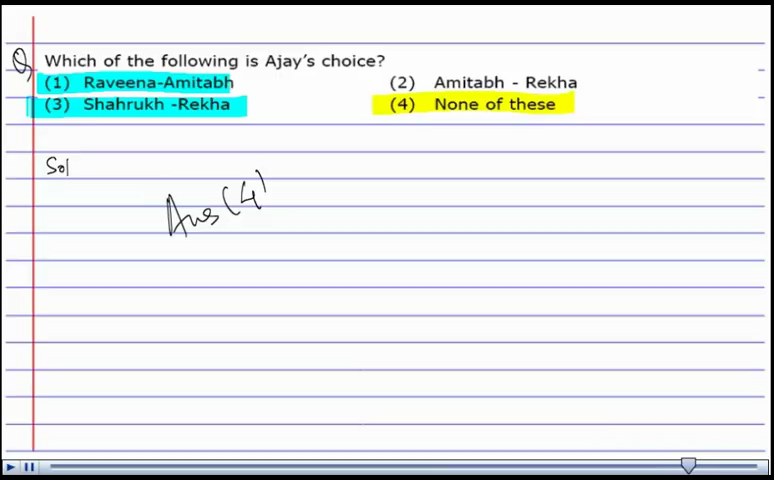 Q, Which of the following is Ajay's choice?
(1) Raveena-Amitabh (2) Amitabh - Rekha
(3) Shahrukh -Rekha (4) None of these
Sol
Ans (4)